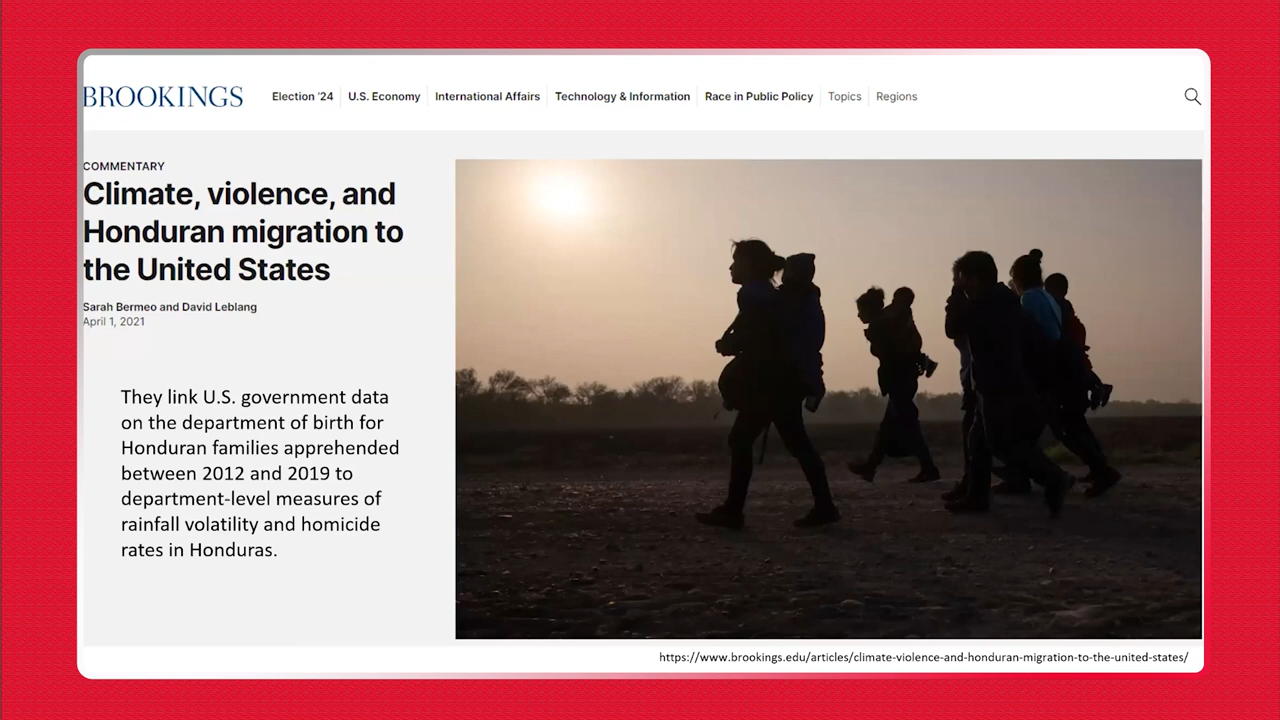 BROOKINGS
Election '24
U.S. Economy
International Affairs
Technology & Information
Race in Public Policy
Topics
Regions
COMMENTARY
Climate, violence, and
Honduran migration to
the United States
Sarah Bermeo and David Leblang
April 1, 2021
They link U.S. government data
on the department of birth for
Honduran families apprehended
between 2012 and 2019 to
department-level measures of
rainfall volatility and homicide
rates in Honduras.
https://www.brookings.edu/articles/climate-violence-and-honduran-migration-to-the-united-states/